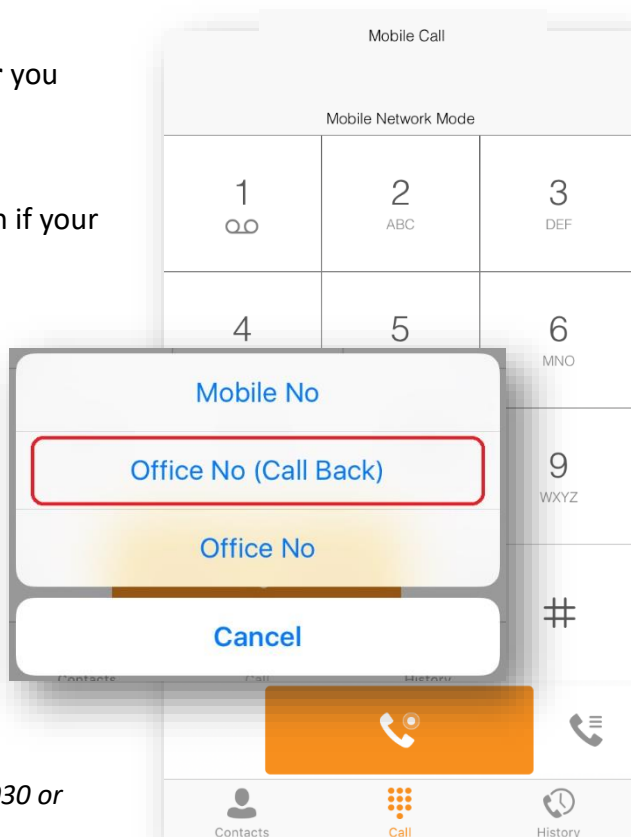 you
if your
Mobile Call
Mobile Network Mode
1 2 3
ABC DEF
4 5 6
MNO
Mobile No
Office No (Call Back)
9
WXYZ
Office No
#
Cancel
Contacts Call History
or
Contacts Call History